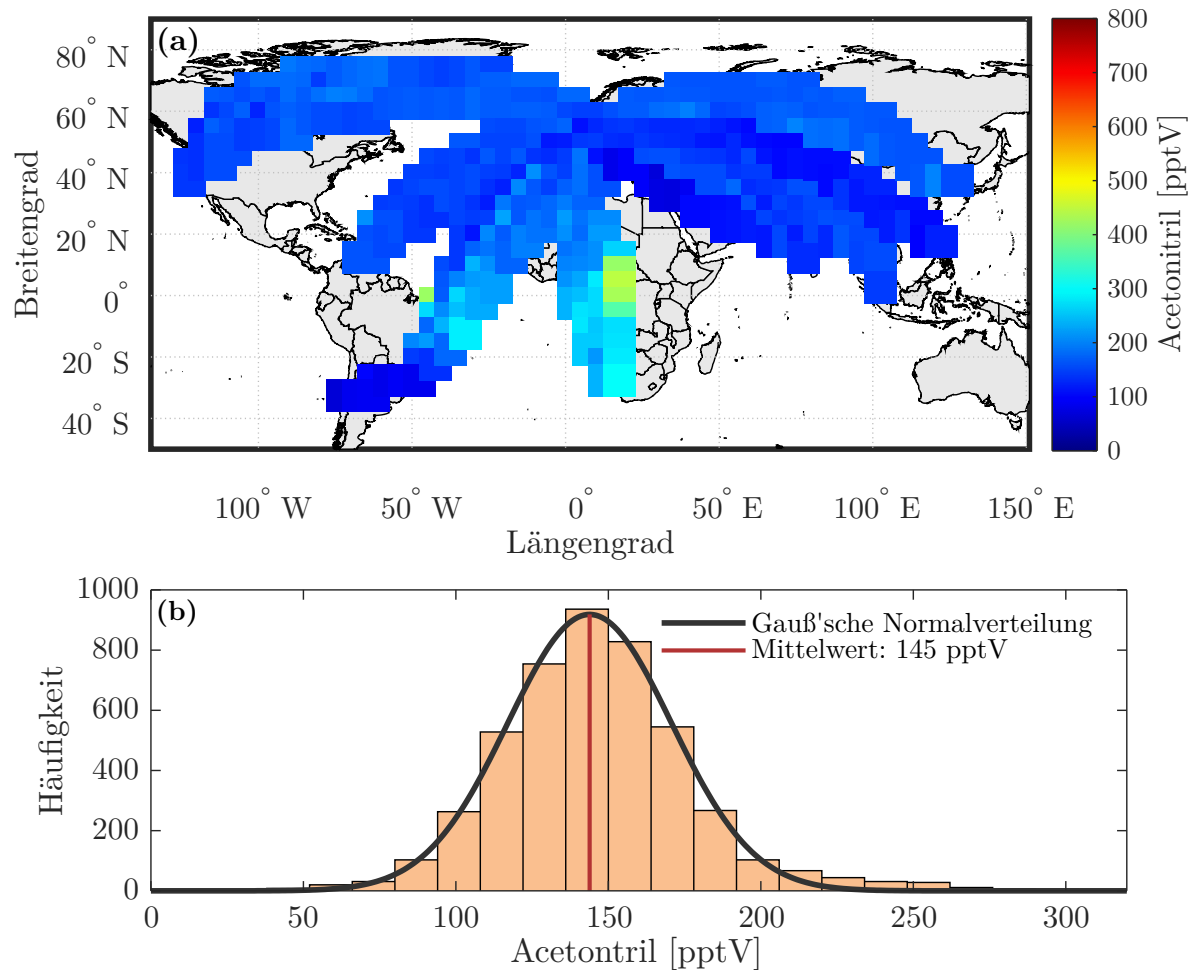 (a)
80° N
60° N
40° N
20° N
0°
20° S
40° S
Breitengrad
100° W
50° W
0°
50° E
100° E
150° E
Längengrad
800
700
600
500
400
300
200
100
0
Acetonitril [pptV]
(b)
1000
800
600
400
200
0
Häufigkeit
Gauß'sche Normalverteilung
Mittelwert: 145 pptV
0
50
100
150
200
250
300
Acetontril [pptV]